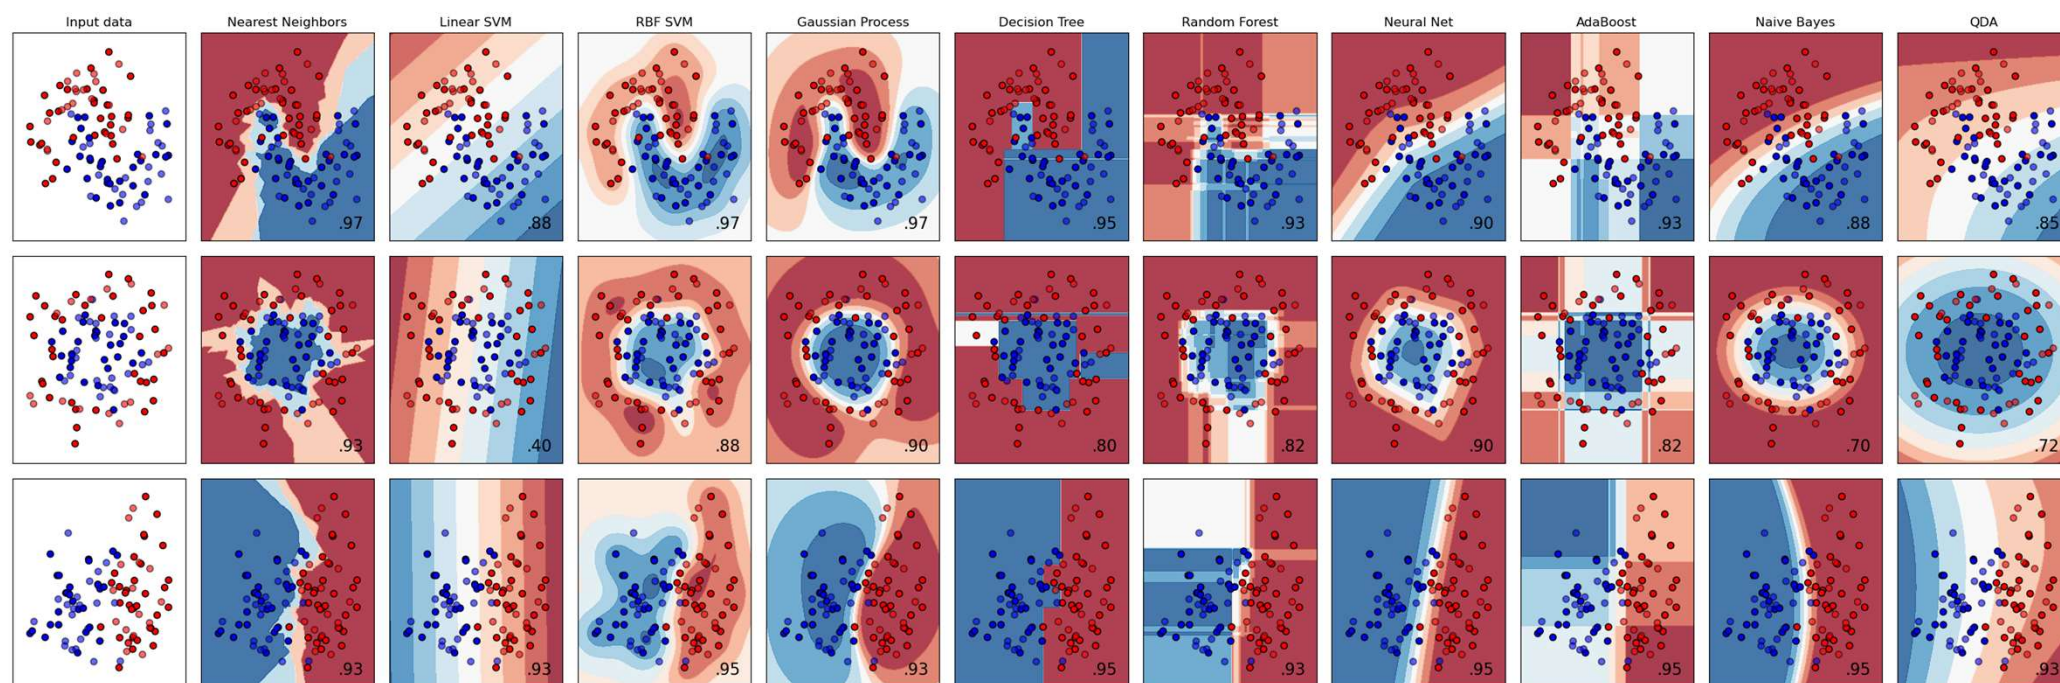 Input data Nearest Neighbors Linear SVM RBF SVM Gaussian Process Decision Tree Random Forest Neural Net AdaBoost Naive Bayes QDA
.97 .88 .97 .97 .95 .93 .90 .93 .88 .85
.93 .40 .88 .90 .80 .82 .90 .82 .70 .72
.93 .93 .95 .93 .95 .93 .95 .95 .95 .93